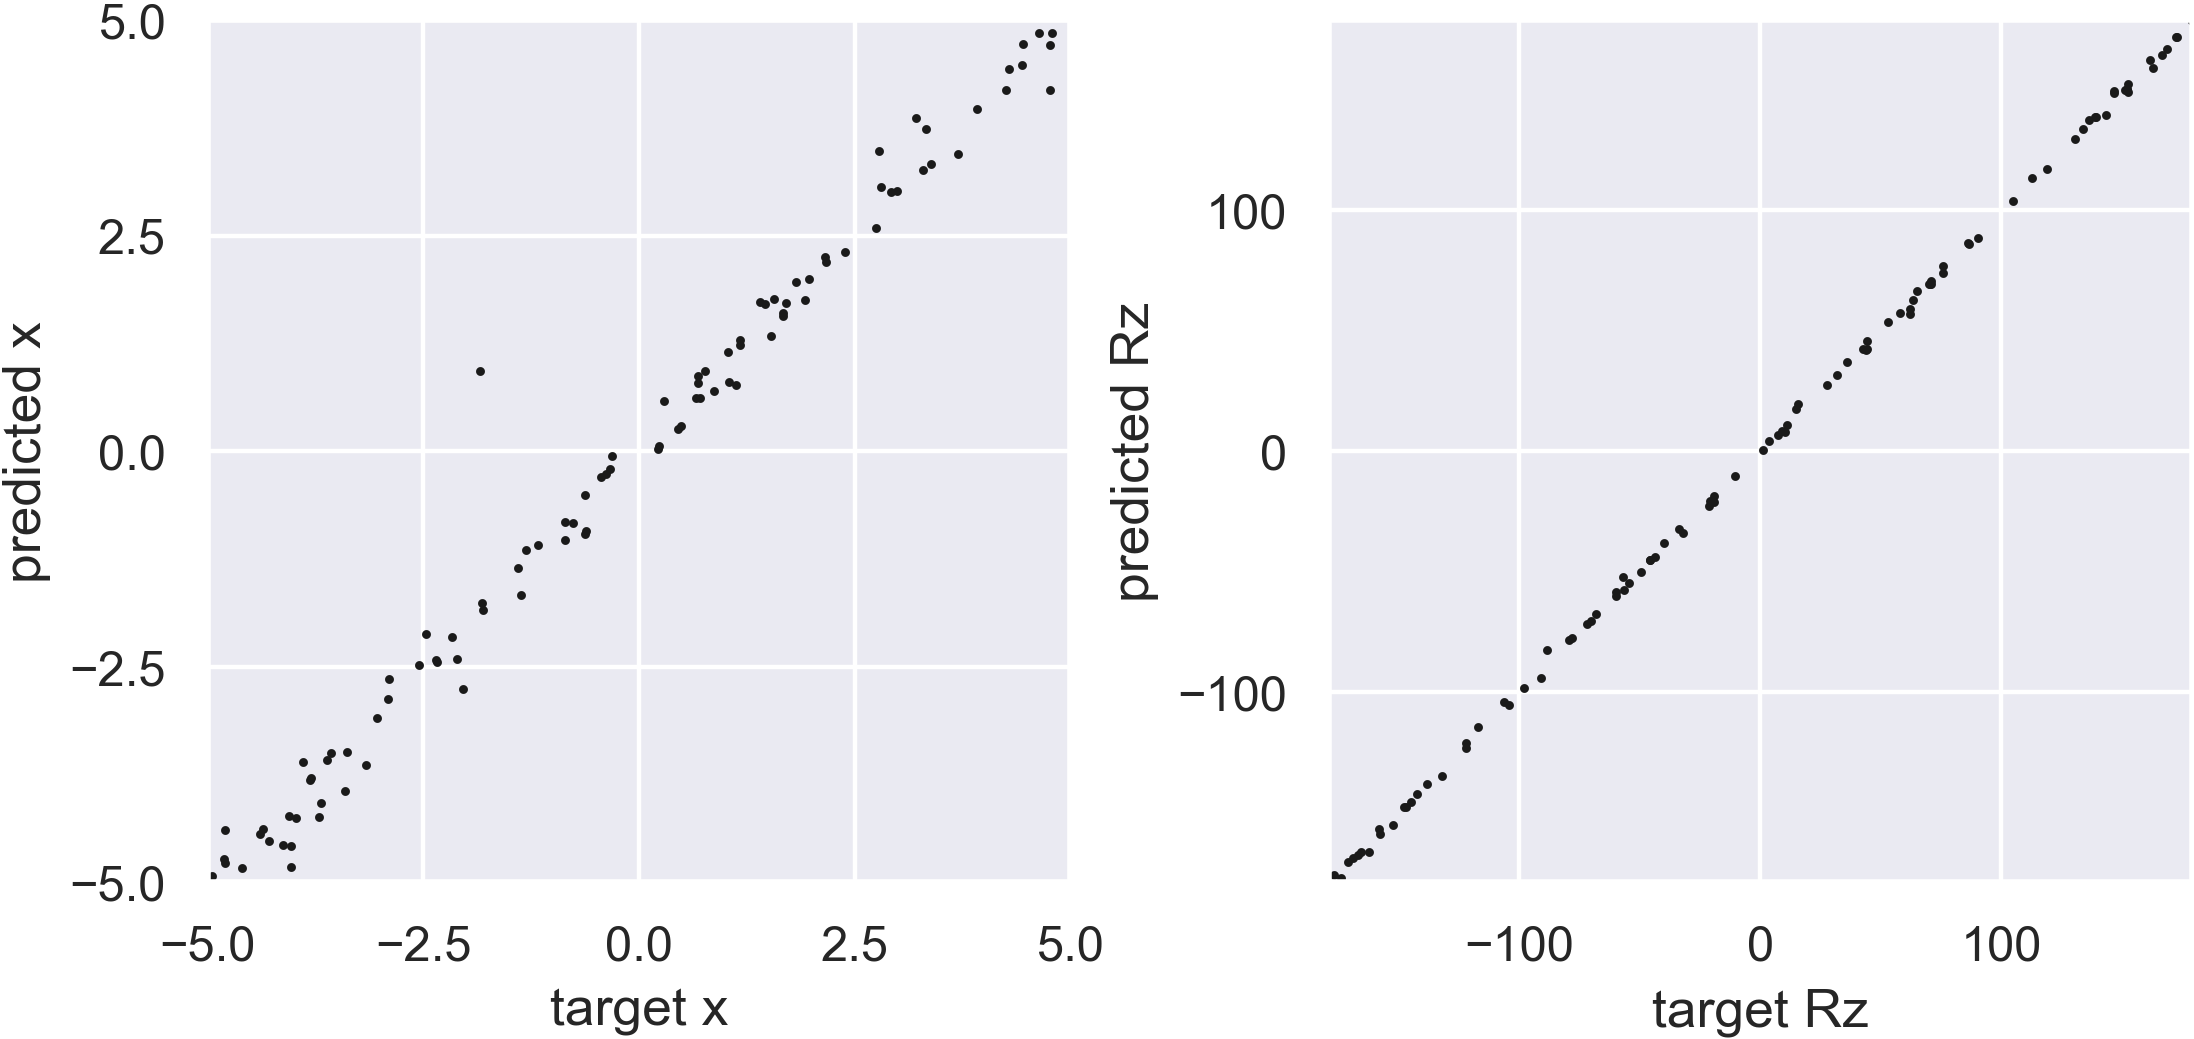 5.0
2.5
0.0
−2.5
−5.0
predicted x
−5.0 −2.5 0.0 2.5 5.0
target x
100
0
−100
predicted Rz
−100 0 100
target Rz